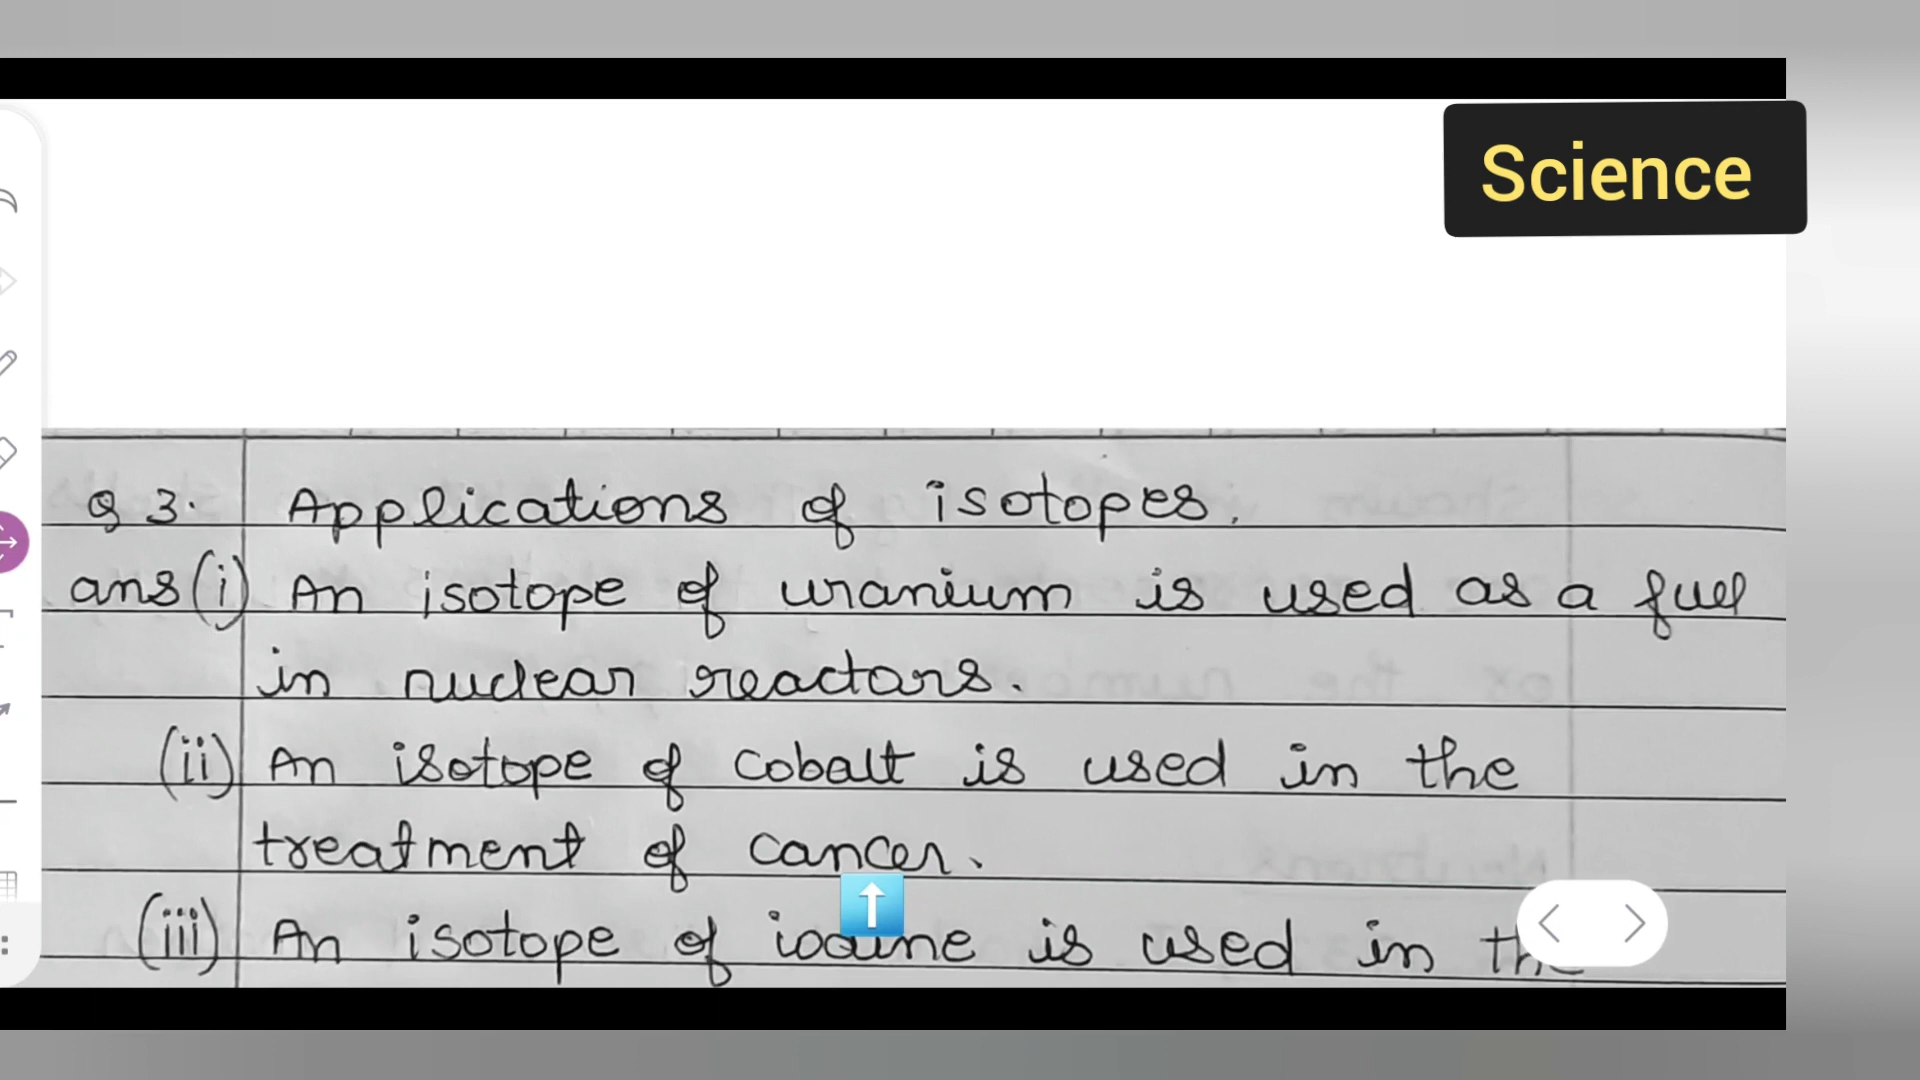 Science
Q 3. Applications of isotopes.
ans (i) An isotope of uranium is used as a fuel
in nuclear reactors.
(ii) An isotope of cobalt is used in the
treatment of cancer.
(iii) An isotope of iodine is used in the